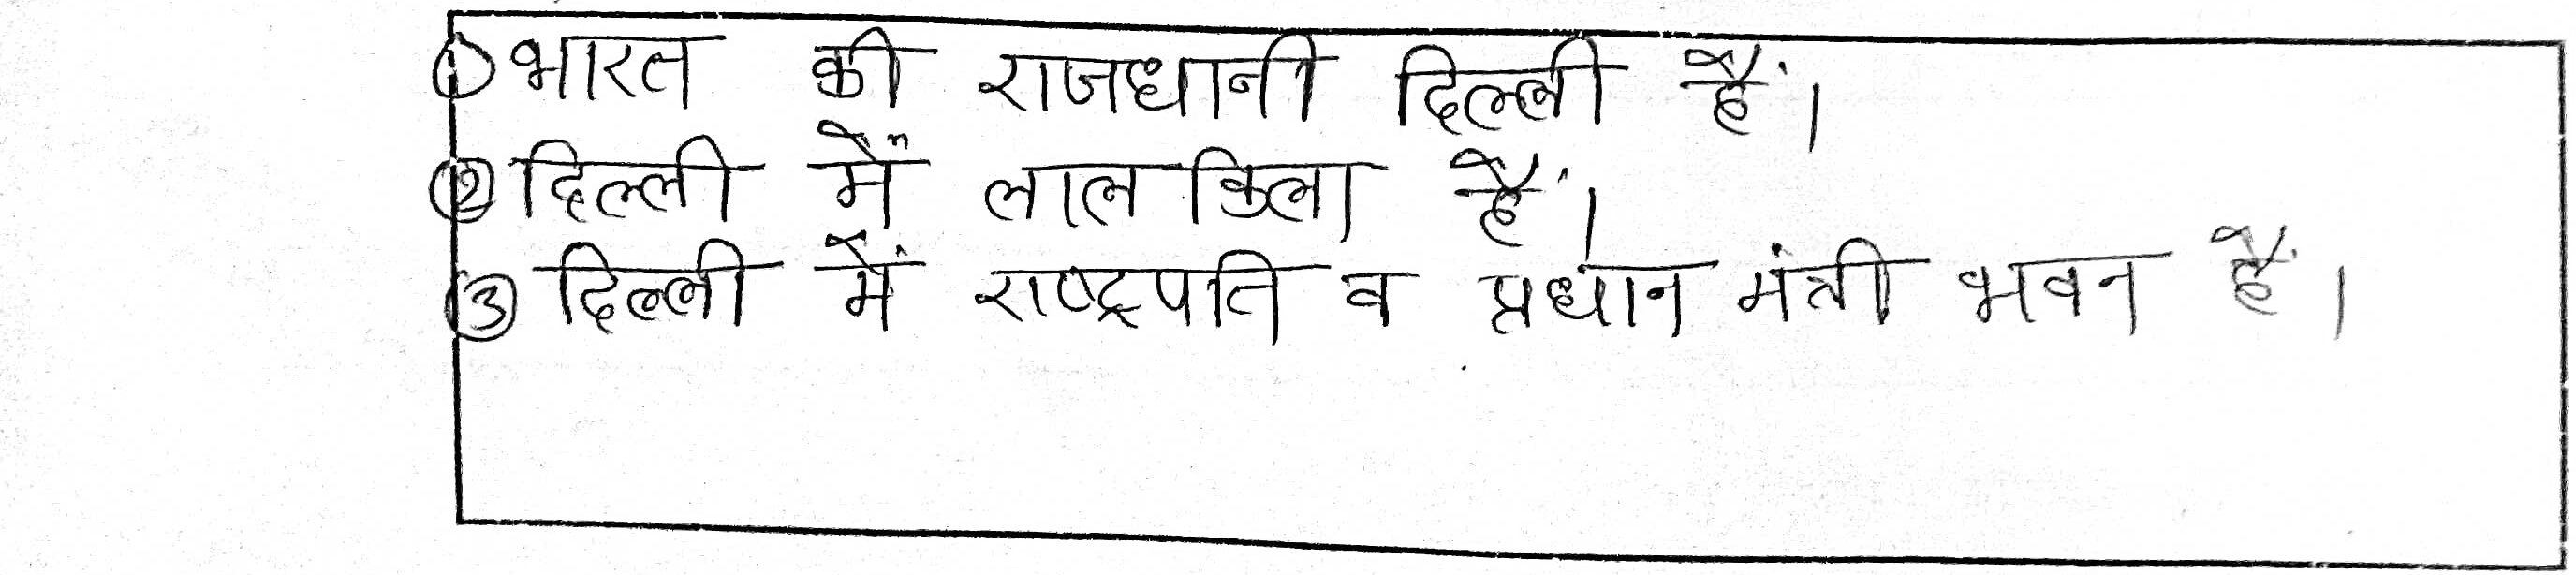 ① भारत की राजधानी दिल्ली हैं।
② दिल्ली में लाल किला हैं।
③ दिल्ली में राष्ट्रपति व प्रधान मंत्री भवन हैं।